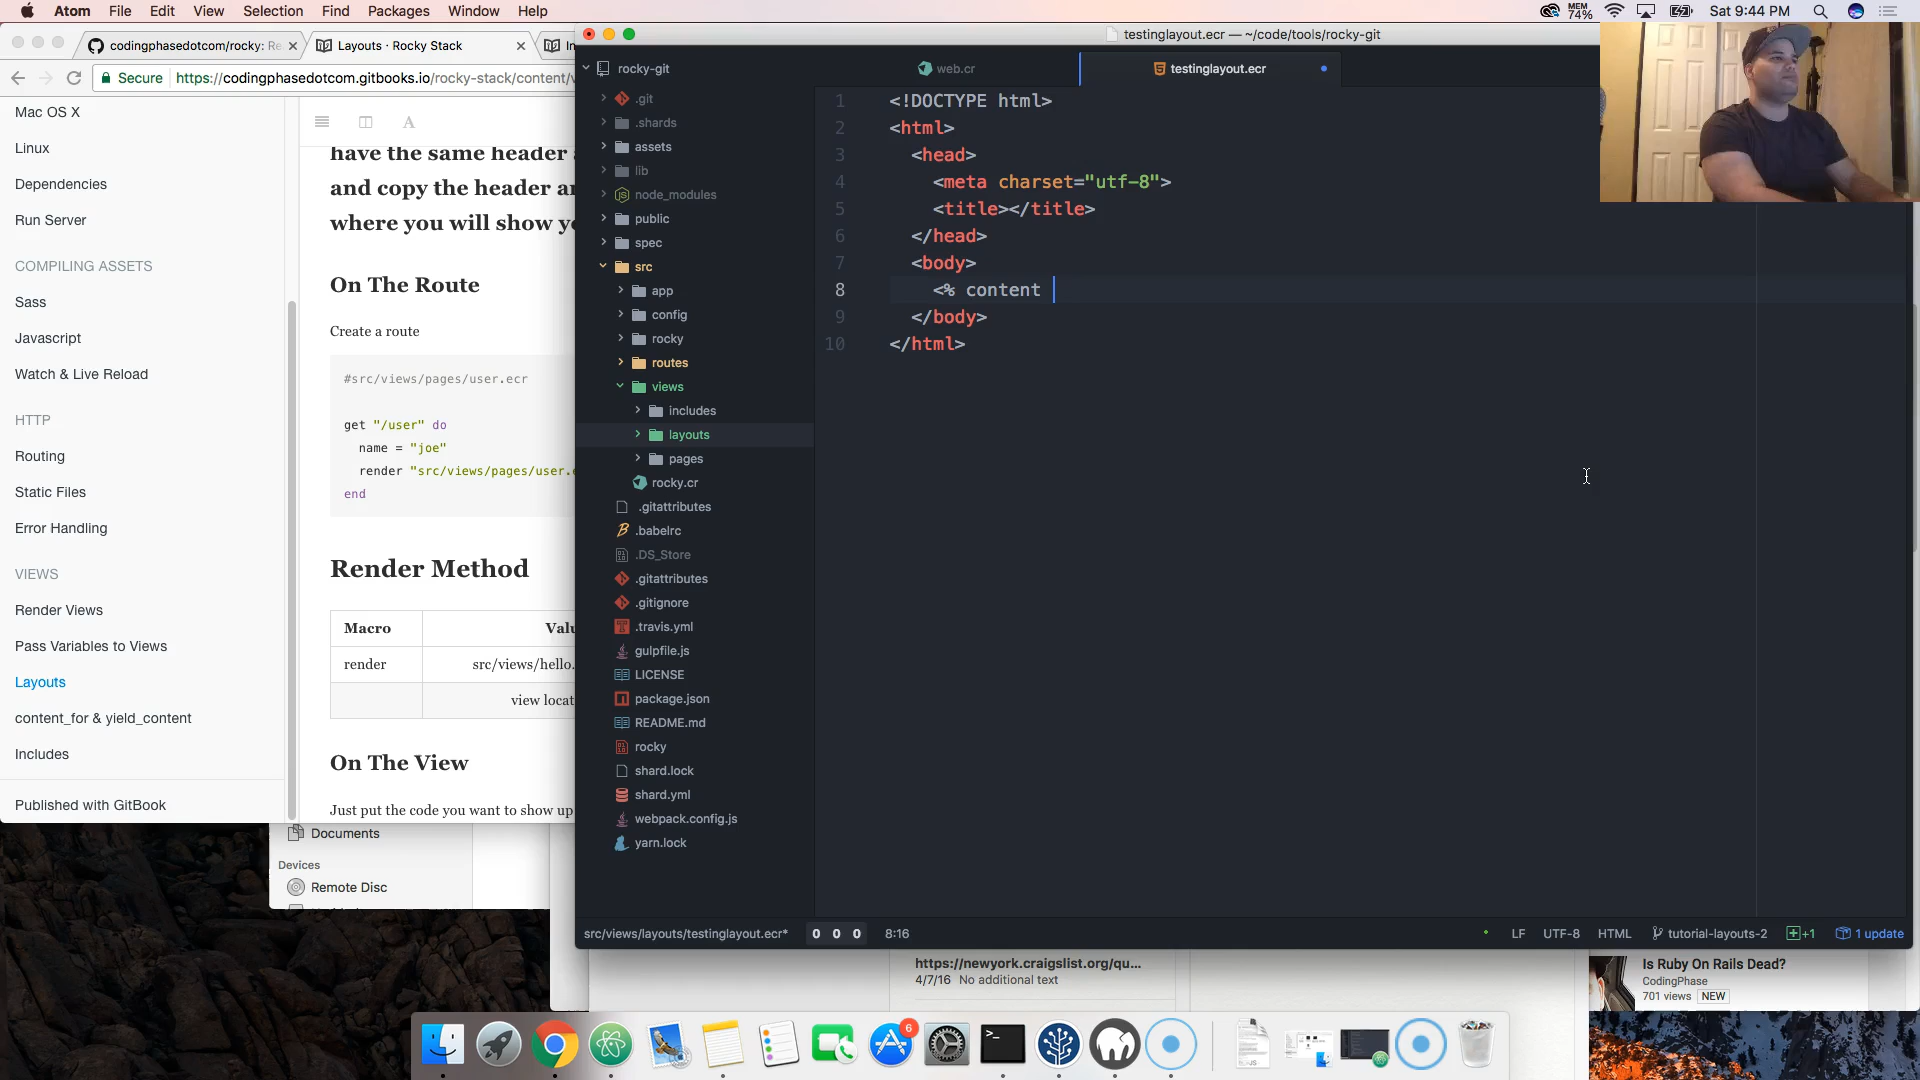 Atom File Edit View Selection Find Packages Window Help
MEM 74% Sat 9:44 PM
codingphasedotcom/rocky: Re
Layouts · Rocky Stack
Secure https://codingphasedotcom.gitbooks.io/rocky-stack/content/v
Mac OS X
Linux
Dependencies
Run Server
COMPILING ASSETS
Sass
Javascript
Watch & Live Reload
HTTP
Routing
Static Files
Error Handling
VIEWS
Render Views
Pass Variables to Views
Layouts
content_for & yield_content
Includes
Published with GitBook
have the same header
and copy the header
where you will show
On The Route
Create a route
#src/views/pages/user.ecr
get "/user" do
name = "joe"
render "src/views/pages/user.
end
Render Method
Macro
render src/views/hello.
view
On The View
Just put the code you want to show up
Documents
Devices
Remote Disc
testinglayout.ecr — ~/code/tools/rocky-git
rocky-git
.git
.shards
assets
lib
node_modules
public
spec
src
app
config
rocky
routes
views
includes
layouts
pages
rocky.cr
.gitattributes
.babelrc
.DS_Store
.gitattributes
.gitignore
.travis.yml
gulpfile.js
LICENSE
package.json
README.md
rocky
shard.lock
shard.yml
webpack.config.js
yarn.lock
web.cr
testinglayout.ecr
1 <!DOCTYPE html>
2 <html>
3 <head>
4 <meta charset="utf-8">
5 <title></title>
6 </head>
7 <body>
8 <% content
9 </body>
10 </html>
src/views/layouts/testinglayout.ecr* 0 0 0 8:16
LF UTF-8 HTML tutorial-layouts-2 +1 1 update
https://newyork.craigslist.org/qu...
4/7/16 No additional text
Is Ruby On Rails Dead?
CodingPhase
701 views NEW
6